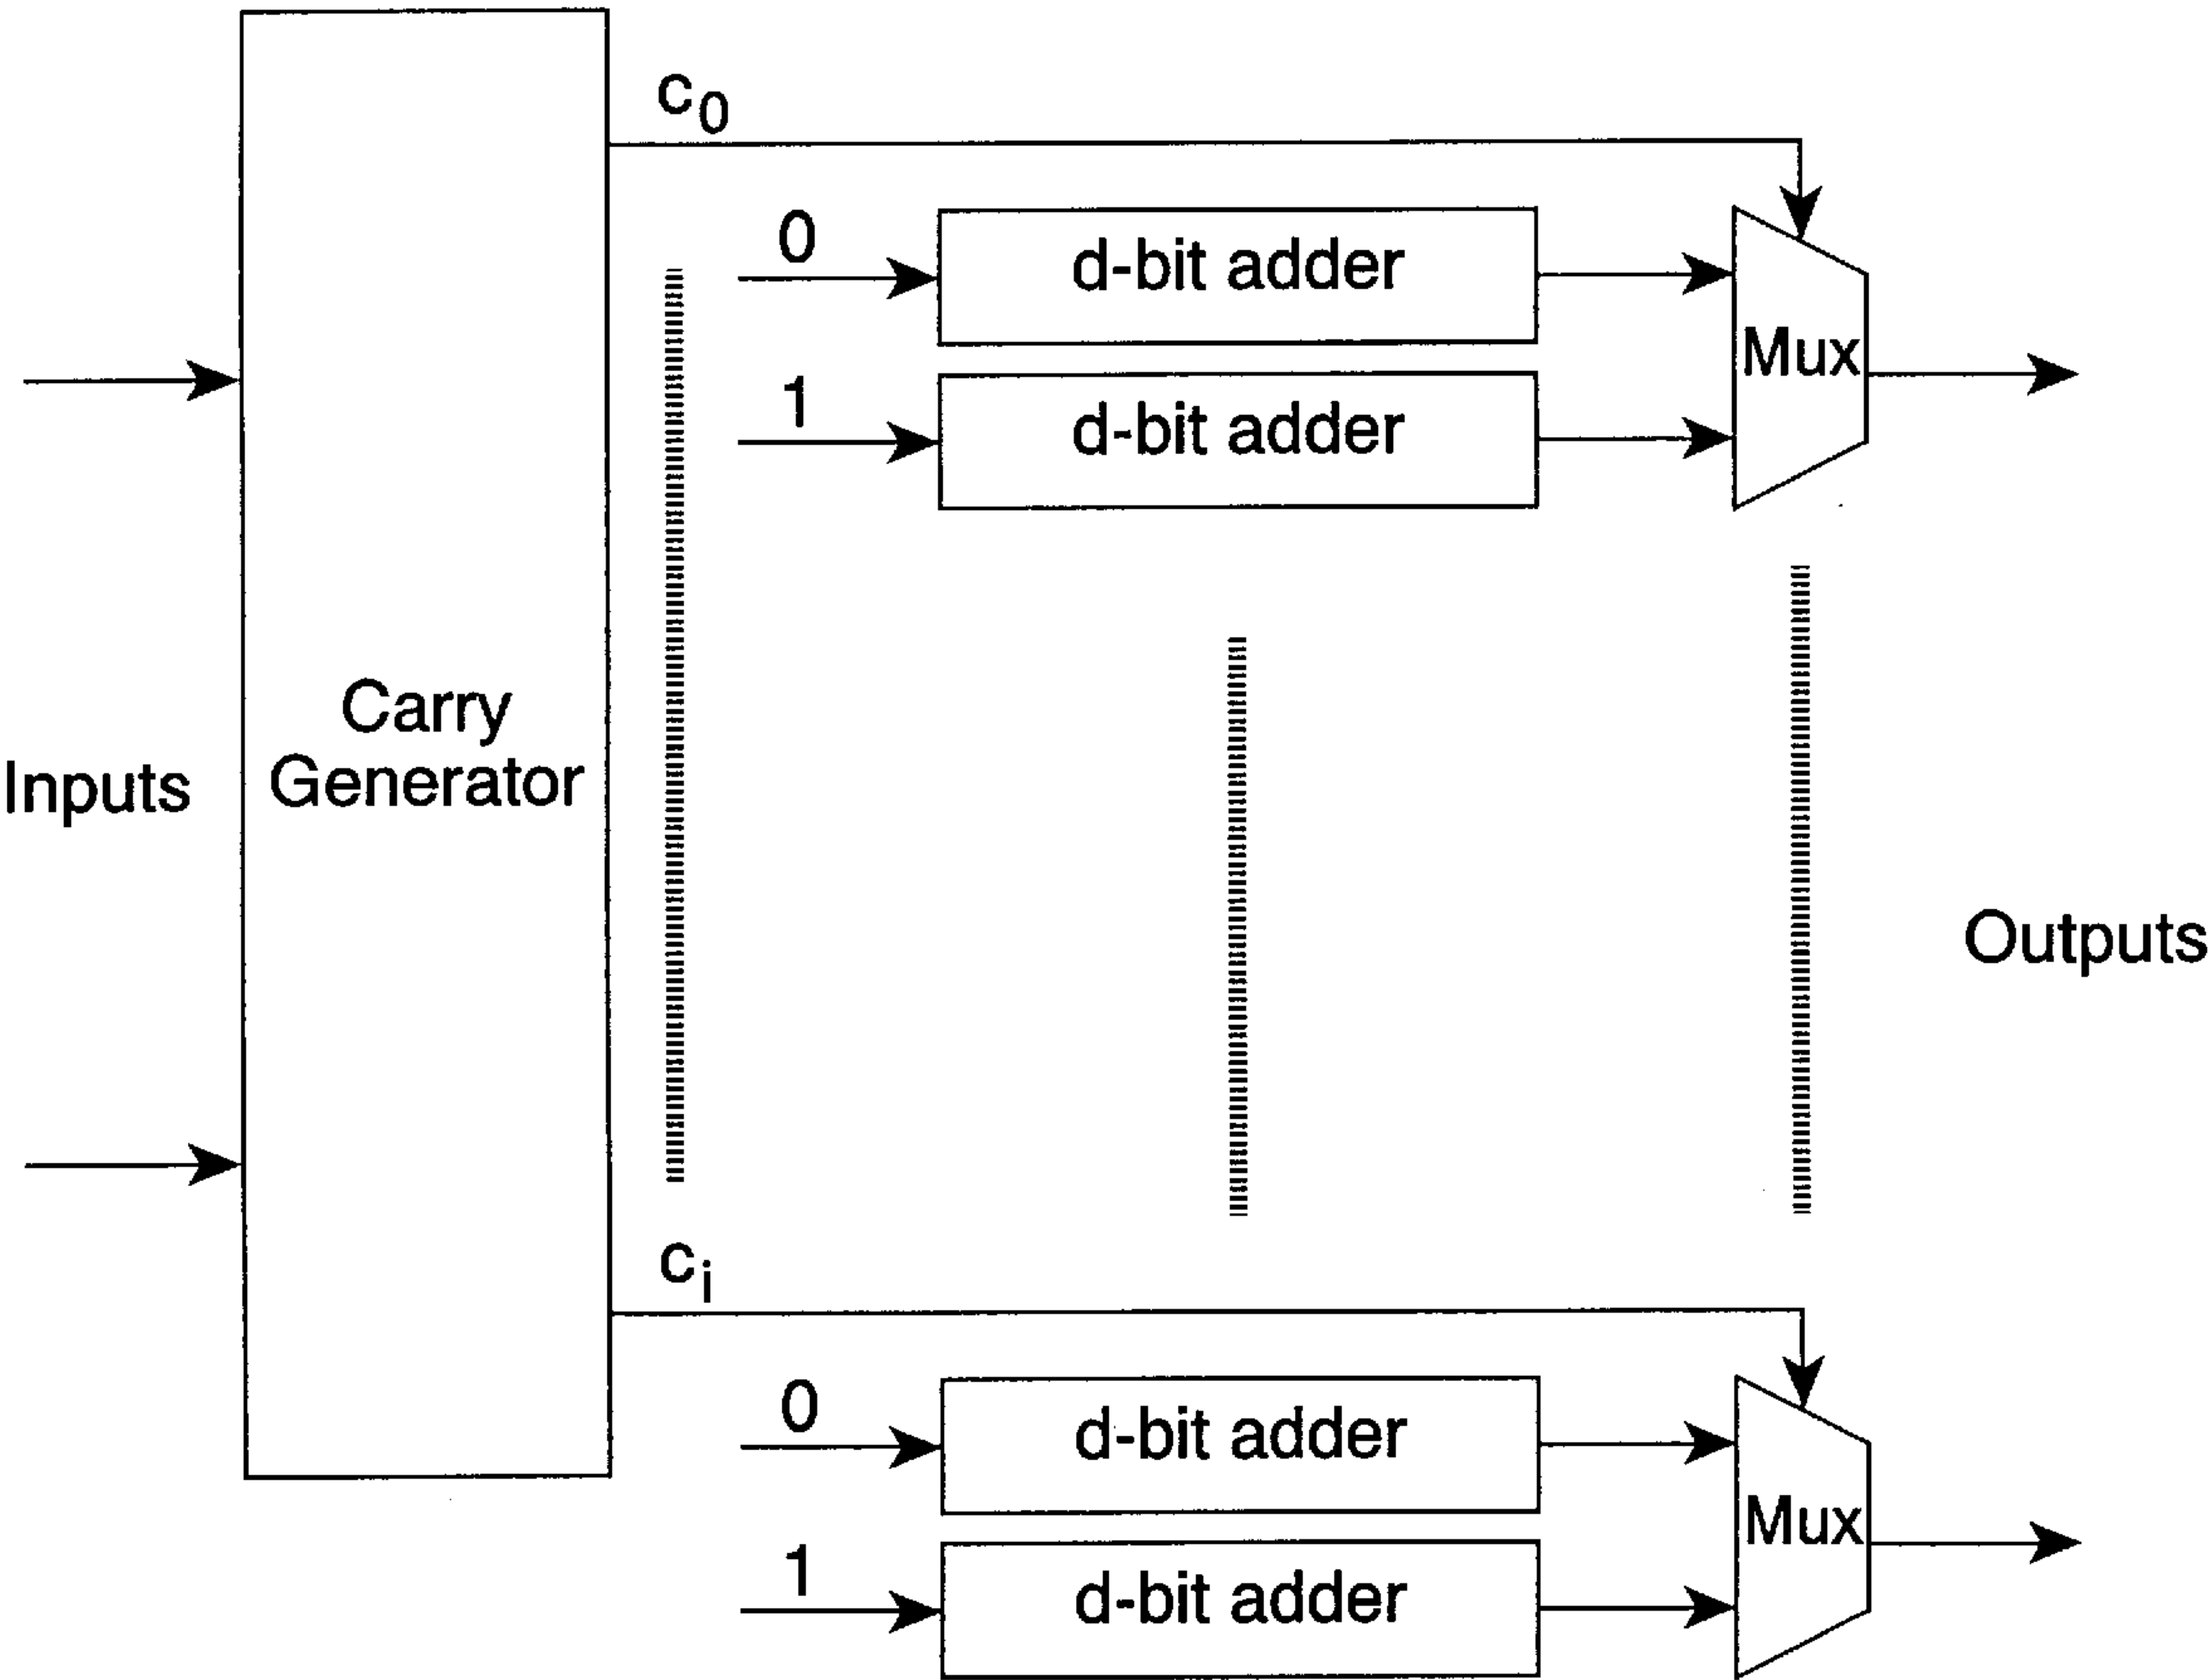 c0
0
d-bit adder
Mux
1
d-bit adder
Carry
Generator
Inputs
Outputs
ci
0
d-bit adder
Mux
1
d-bit adder